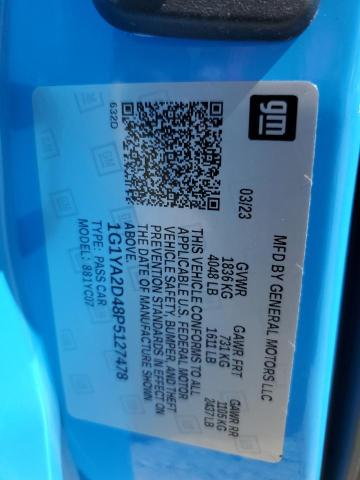 gm
MFD BY GENERAL MOTORS LLC
03/23
GVWR GAWR FRT GAWR RR
1836 KG 731 KG 1105 KG
4048 LB 1611 LB 2437 LB
THIS VEHICLE CONFORMS TO ALL
APPLICABLE U.S. FEDERAL MOTOR
VEHICLE SAFETY, BUMPER, AND THEFT
PREVENTION STANDARDS IN EFFECT ON
THE DATE OF MANUFACTURE SHOWN
ABOVE.
1G1YA2D48P5127478
TYPE: PASS CAR
MODEL: 881YC07
632D